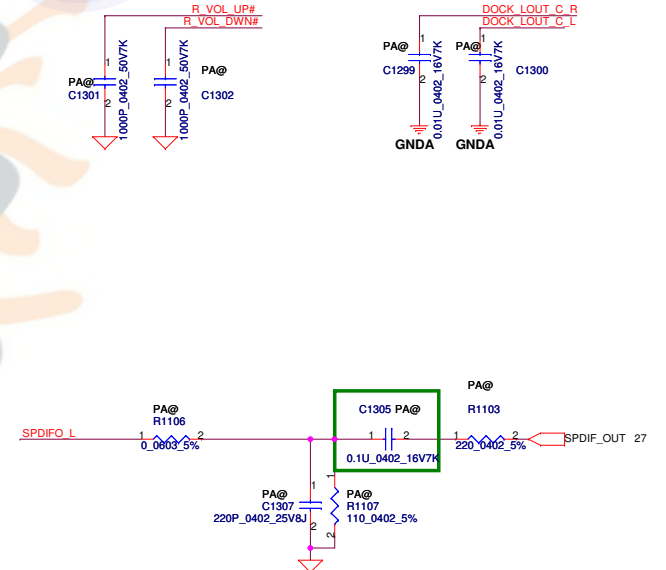 R_VOL_UP#
R_VOL_DWN#
DOCK_LOUT_C_R
DOCK_LOUT_C_L
1
PA@
C1301
2
1000P_0402_50V7K
1
PA@
C1302
2
1000P_0402_50V7K
1
PA@
C1299
2
0.01U_0402_16V7K
GNDA
1
PA@
C1300
2
0.01U_0402_16V7K
GNDA
SPDIFO_L
PA@
R1106
1
2
0_0603_5%
C1305 PA@
1
2
0.1U_0402_16V7K
PA@
R1103
1
2
220_0402_5%
SPDIF_OUT 27
1
PA@
C1307
220P_0402_25V8J
2
1
PA@
R1107
110_0402_5%
2